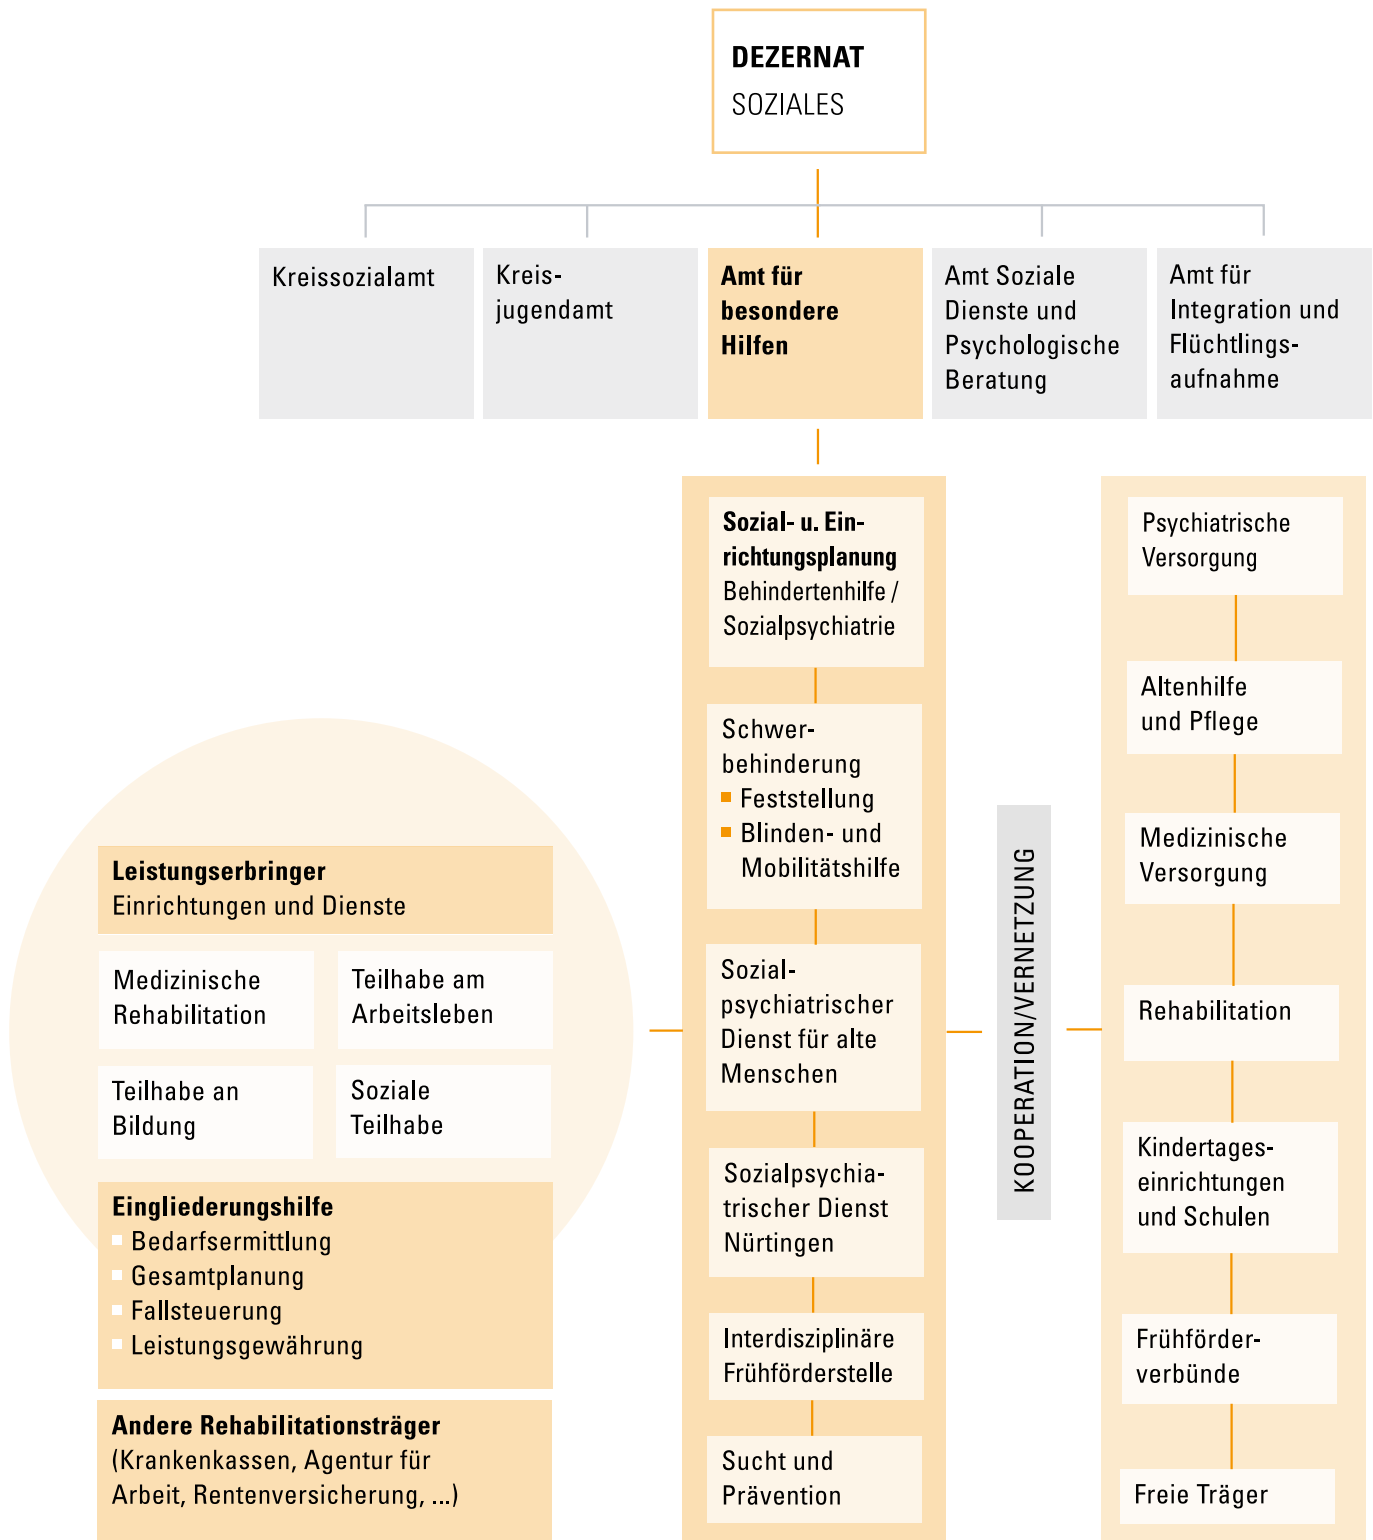 DEZERNAT
SOZIALES
Kreissozialamt
Kreis-
jugendamt
Amt für
besondere
Hilfen
Amt Soziale
Dienste und
Psychologische
Beratung
Amt für
Integration und
Flüchtlings-
aufnahme
Leistungserbringer
Einrichtungen und Dienste
Medizinische
Rehabilitation
Teilhabe am
Arbeitsleben
Teilhabe an
Bildung
Soziale
Teilhabe
Eingliederungshilfe
Bedarfsermittlung
Gesamtplanung
Fallsteuerung
Leistungsgewährung
Andere Rehabilitationsträger
(Krankenkassen, Agentur für
Arbeit, Rentenversicherung, ...)
Sozial- u. Ein-
richtungsplanung
Behindertenhilfe /
Sozialpsychiatrie
Schwer-
behinderung
Feststellung
Blinden- und
Mobilitätshilfe
Sozial-
psychiatrischer
Dienst für alte
Menschen
Sozialpsychia-
trischer Dienst
Nürtingen
Interdisziplinäre
Frühförderstelle
Sucht und
Prävention
KOOPERATION/VERNETZUNG
Psychiatrische
Versorgung
Altenhilfe
und Pflege
Medizinische
Versorgung
Rehabilitation
Kindertages-
einrichtungen
und Schulen
Frühförder-
verbünde
Freie Träger